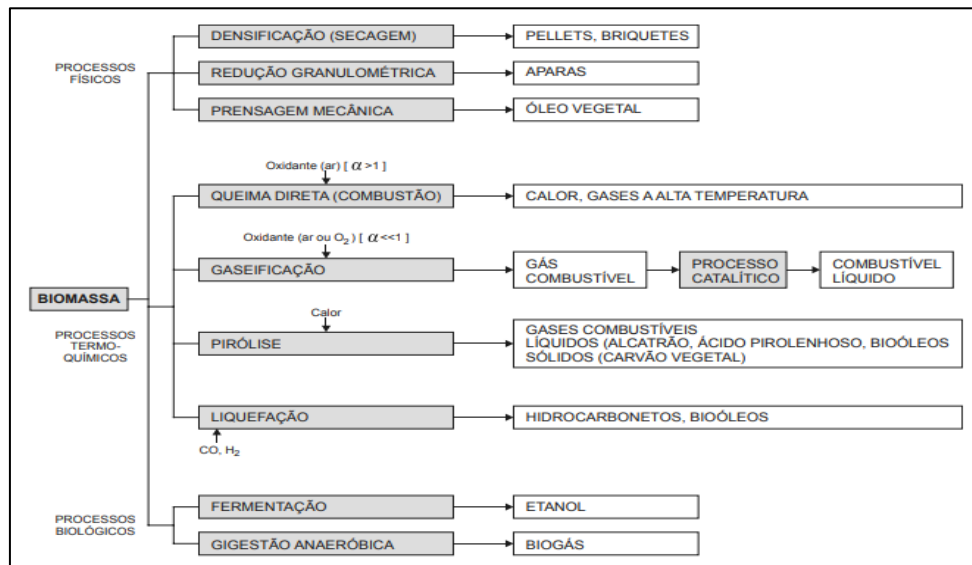 PROCESSOS
FÍSICOS
DENSIFICAÇÃO (SECAGEM)
PELLETS, BRIQUETES
REDUÇÃO GRANULOMÉTRICA
APARAS
PRENSAGEM MECÂNICA
ÓLEO VEGETAL
BIOMASSA
PROCESSOS
TERMO-
QUÍMICOS
Oxidante (ar) [ α >1 ]
QUEIMA DIRETA (COMBUSTÃO)
CALOR, GASES A ALTA TEMPERATURA
Oxidante (ar ou O₂ ) [ α <<1 ]
GASEIFICAÇÃO
GÁS
COMBUSTÍVEL
PROCESSO
CATALÍTICO
COMBUSTÍVEL
LÍQUIDO
Calor
PIRÓLISE
GASES COMBUSTÍVEIS
LÍQUIDOS (ALCATRÃO, ÁCIDO PIROLENHOSO, BIOÓLEOS
SÓLIDOS (CARVÃO VEGETAL)
LIQUEFAÇÃO
HIDROCARBONETOS, BIOÓLEOS
CO, H₂
PROCESSOS
BIOLÓGICOS
FERMENTAÇÃO
ETANOL
GIGESTÃO ANAERÓBICA
BIOGÁS